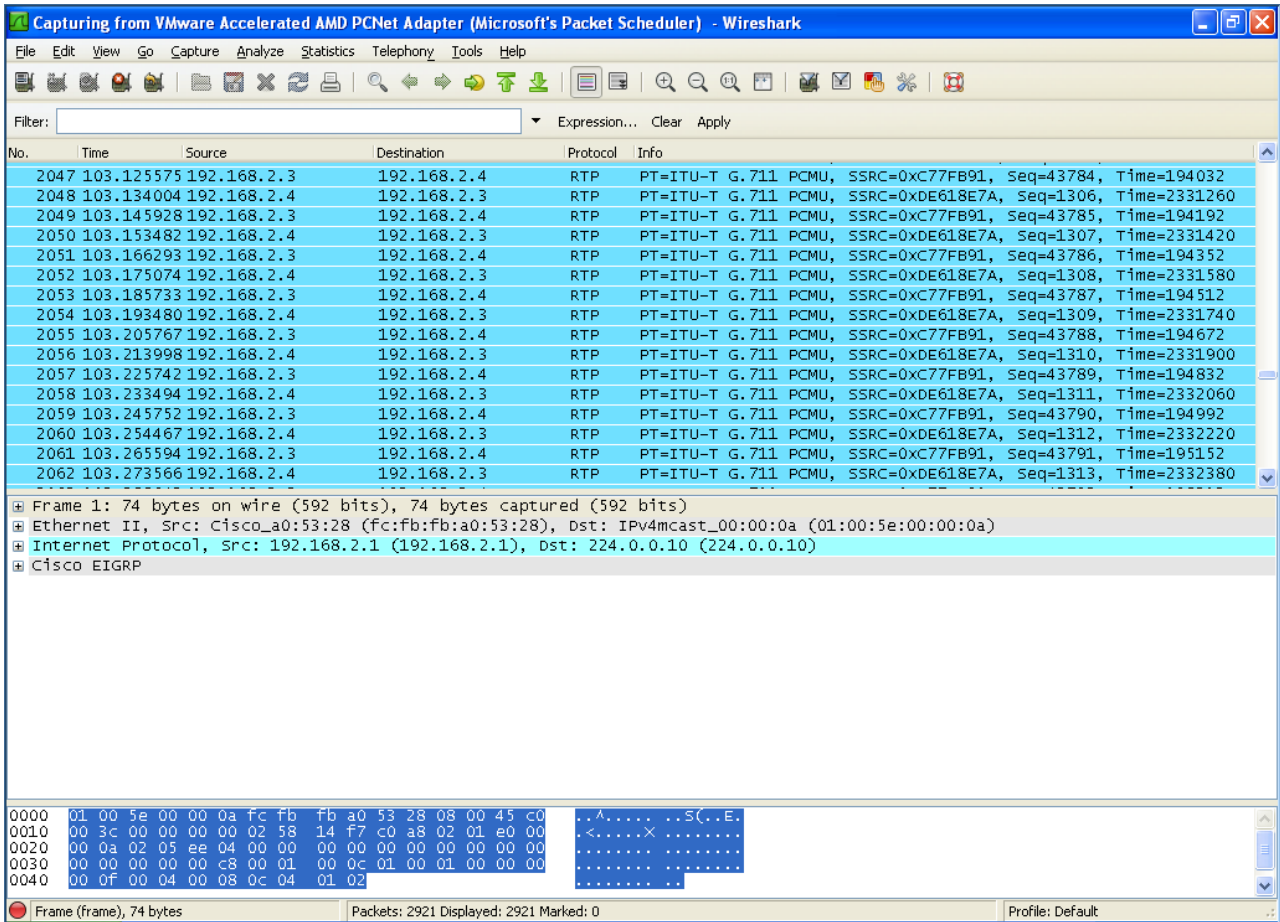 Capturing from VMware Accelerated AMD PCNet Adapter (Microsoft's Packet Scheduler) - Wireshark
File Edit View Go Capture Analyze Statistics Telephony Tools Help
Filter: Expression... Clear Apply
No. Time Source Destination Protocol Info
2047 103.125575 192.168.2.3 192.168.2.4 RTP PT=ITU-T G.711 PCMU, SSRC=0xC77FB91, Seq=43784, Time=194032
2048 103.134004 192.168.2.4 192.168.2.3 RTP PT=ITU-T G.711 PCMU, SSRC=0xDE618E7A, Seq=1306, Time=2331260
2049 103.145928 192.168.2.3 192.168.2.4 RTP PT=ITU-T G.711 PCMU, SSRC=0xC77FB91, Seq=43785, Time=194192
2050 103.153482 192.168.2.4 192.168.2.3 RTP PT=ITU-T G.711 PCMU, SSRC=0xDE618E7A, Seq=1307, Time=2331420
2051 103.166293 192.168.2.3 192.168.2.4 RTP PT=ITU-T G.711 PCMU, SSRC=0xC77FB91, Seq=43786, Time=194352
2052 103.175074 192.168.2.4 192.168.2.3 RTP PT=ITU-T G.711 PCMU, SSRC=0xDE618E7A, Seq=1308, Time=2331580
2053 103.185733 192.168.2.3 192.168.2.4 RTP PT=ITU-T G.711 PCMU, SSRC=0xC77FB91, Seq=43787, Time=194512
2054 103.193480 192.168.2.4 192.168.2.3 RTP PT=ITU-T G.711 PCMU, SSRC=0xDE618E7A, Seq=1309, Time=2331740
2055 103.205767 192.168.2.3 192.168.2.4 RTP PT=ITU-T G.711 PCMU, SSRC=0xC77FB91, Seq=43788, Time=194672
2056 103.213998 192.168.2.4 192.168.2.3 RTP PT=ITU-T G.711 PCMU, SSRC=0xDE618E7A, Seq=1310, Time=2331900
2057 103.225742 192.168.2.3 192.168.2.4 RTP PT=ITU-T G.711 PCMU, SSRC=0xC77FB91, Seq=43789, Time=194832
2058 103.233494 192.168.2.4 192.168.2.3 RTP PT=ITU-T G.711 PCMU, SSRC=0xDE618E7A, Seq=1311, Time=2332060
2059 103.245752 192.168.2.3 192.168.2.4 RTP PT=ITU-T G.711 PCMU, SSRC=0xC77FB91, Seq=43790, Time=194992
2060 103.254467 192.168.2.4 192.168.2.3 RTP PT=ITU-T G.711 PCMU, SSRC=0xDE618E7A, Seq=1312, Time=2332220
2061 103.265594 192.168.2.3 192.168.2.4 RTP PT=ITU-T G.711 PCMU, SSRC=0xC77FB91, Seq=43791, Time=195152
2062 103.273566 192.168.2.4 192.168.2.3 RTP PT=ITU-T G.711 PCMU, SSRC=0xDE618E7A, Seq=1313, Time=2332380
Frame 1: 74 bytes on wire (592 bits), 74 bytes captured (592 bits)
Ethernet II, Src: Cisco_a0:53:28 (fc:fb:fb:a0:53:28), Dst: IPv4mcast_00:00:0a (01:00:5e:00:00:0a)
Internet Protocol, Src: 192.168.2.1 (192.168.2.1), Dst: 224.0.0.10 (224.0.0.10)
Cisco EIGRP
0000 01 00 5e 00 00 0a fc fb fb a0 53 28 08 00 45 c0 ..^..... ..S(..E.
0010 00 3c 00 00 00 00 02 58 14 f7 c0 a8 02 01 e0 00 .<.....X ........
0020 00 0a 02 05 ee 04 00 00 00 00 00 00 00 00 00 00 ........ ........
0030 00 00 00 00 00 c8 00 01 00 0c 01 00 01 00 00 00 ........ ........
0040 00 0f 00 04 00 08 0c 04 01 02 ........ ..
Frame (frame), 74 bytes Packets: 2921 Displayed: 2921 Marked: 0 Profile: Default